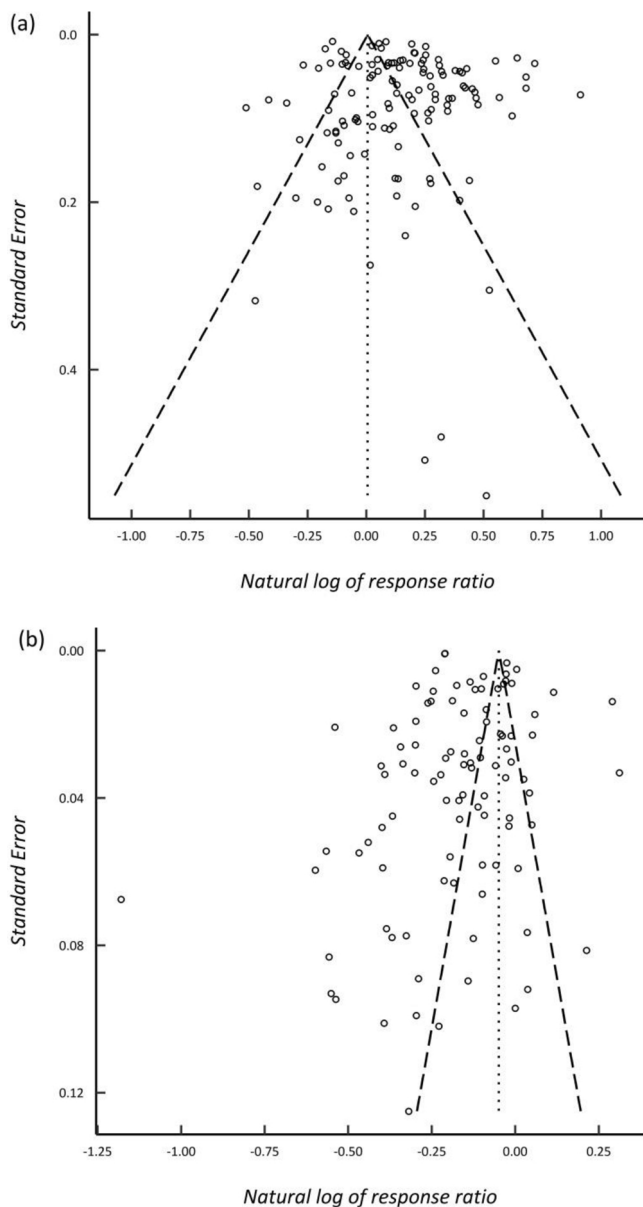 (a)
0.0
0.2
0.4
Standard Error
-1.00 -0.75 -0.50 -0.25 0.00 0.25 0.50 0.75 1.00
Natural log of response ratio
(b)
0.00
0.04
0.08
0.12
Standard Error
-1.25 -1.00 -0.75 -0.50 -0.25 0.00 0.25
Natural log of response ratio